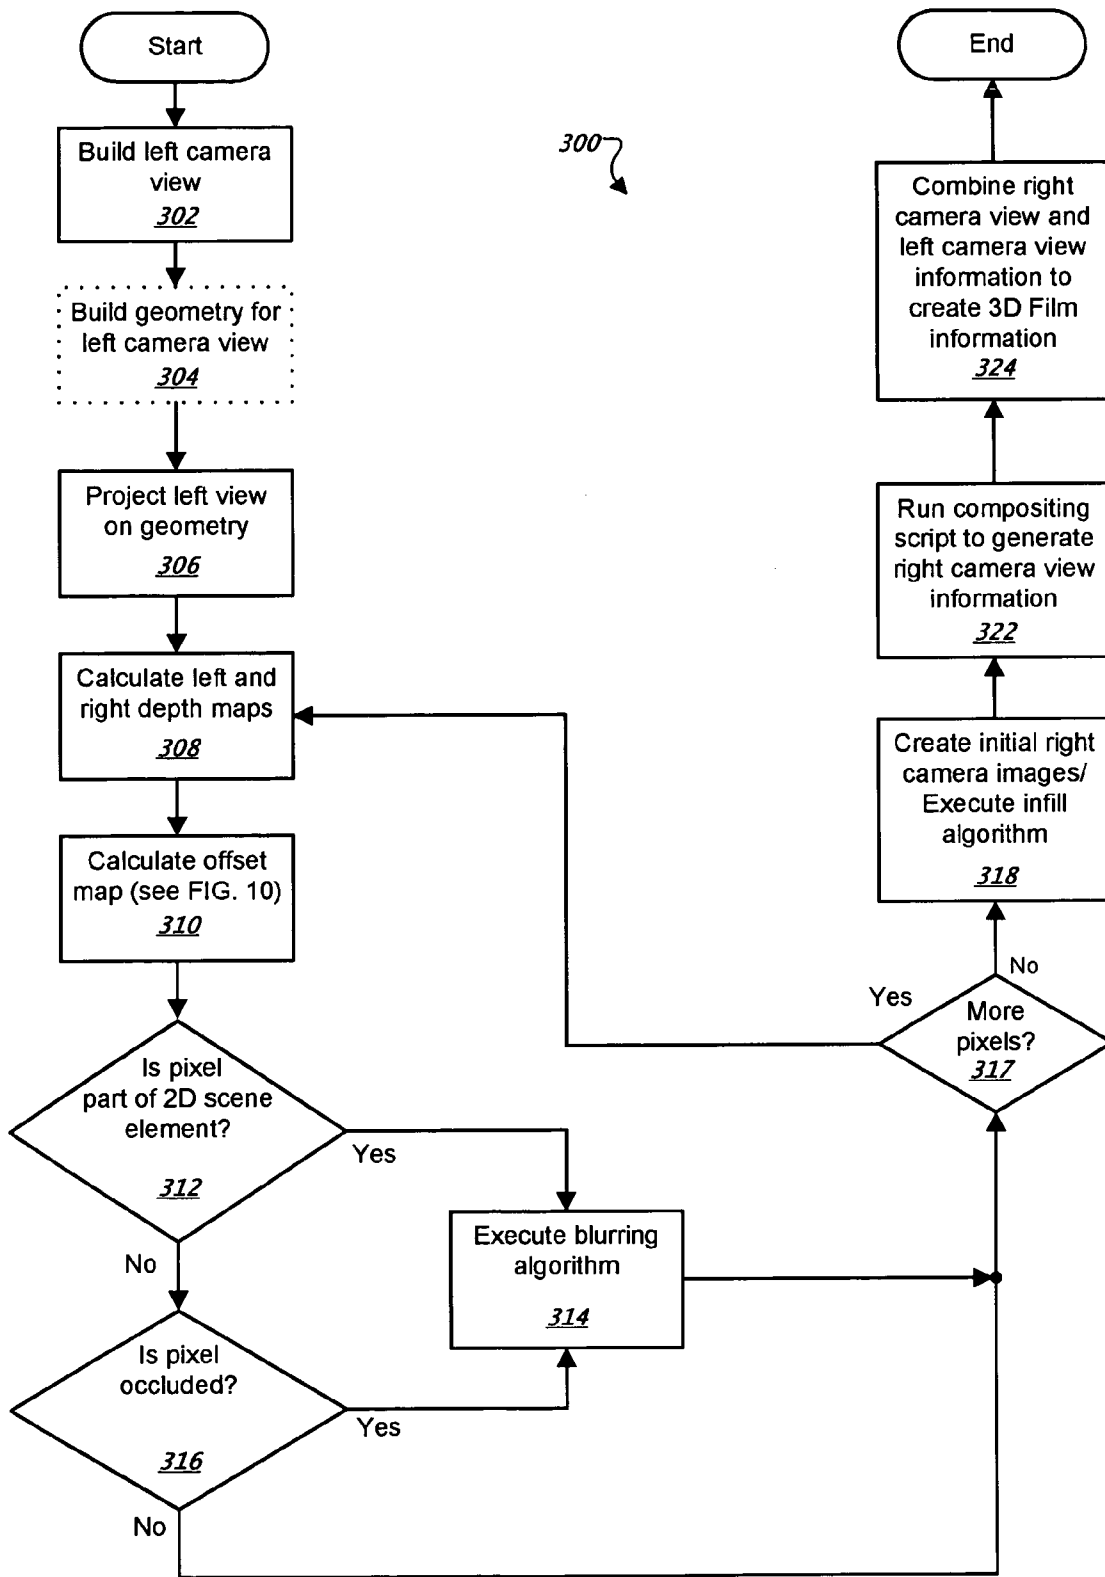 Start
Build left camera
view
302
Build geometry for
left camera view
304
Project left view
on geometry
306
Calculate left and
right depth maps
308
Calculate offset
map (see FIG. 10)
310
Is pixel
part of 2D scene
element?
312
Yes
No
Is pixel
occluded?
316
Yes
No
Execute blurring
algorithm
314
300
More
pixels?
317
Yes
No
Create initial right
camera images/
Execute infill
algorithm
318
Run compositing
script to generate
right camera view
information
322
Combine right
camera view and
left camera view
information to
create 3D Film
information
324
End